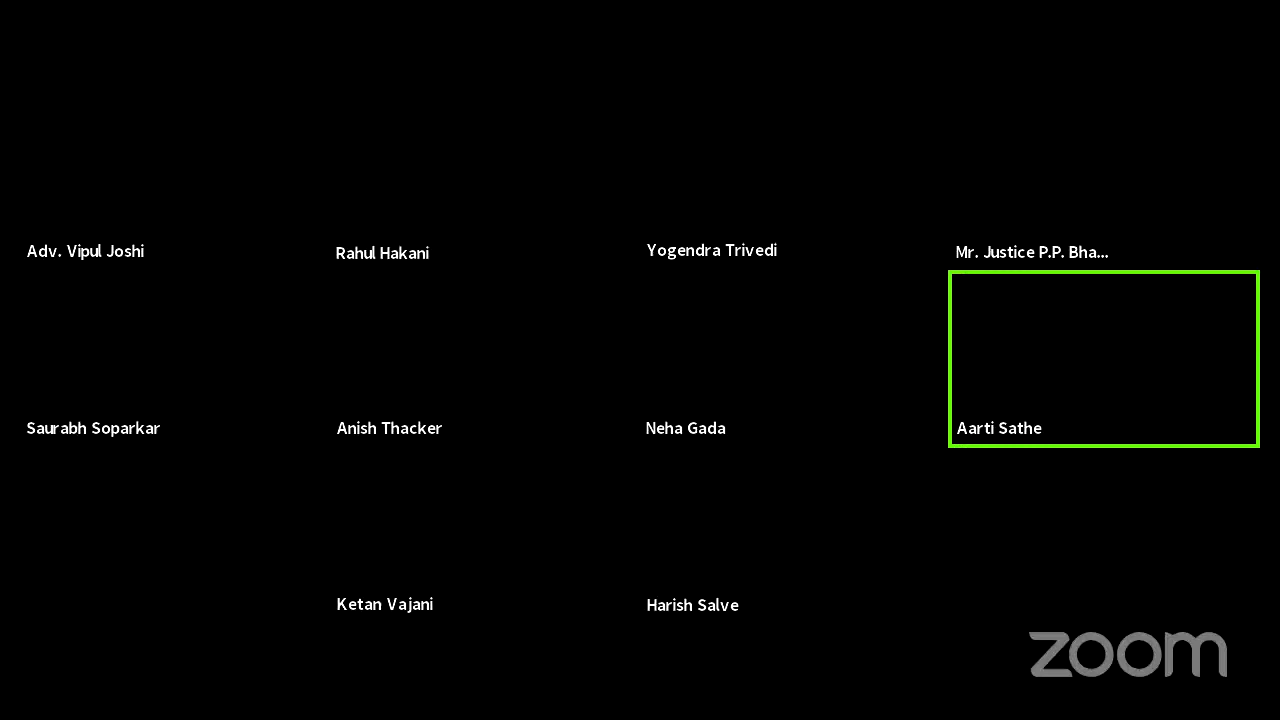 Adv. Vipul Joshi
Rahul Hakani
Yogendra Trivedi
Mr. Justice P.P. Bha...
Saurabh Soparkar
Anish Thacker
Neha Gada
Aarti Sathe
Ketan Vajani
Harish Salve
zoom